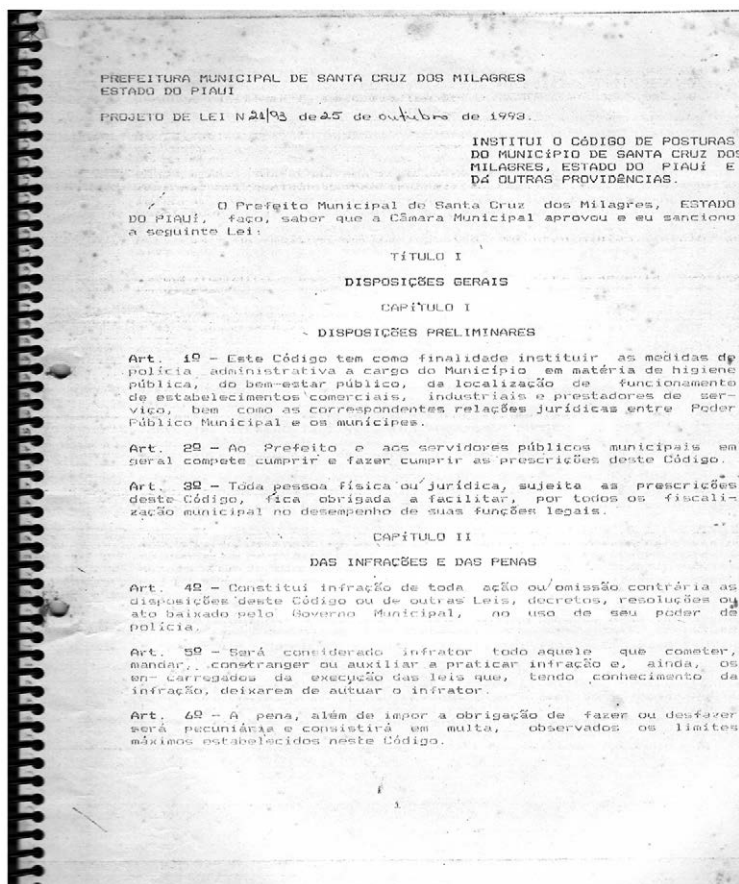 PREFEITURA MUNICIPAL DE SANTA CRUZ DOS MILAGRES
ESTADO DO PIAUI
PROJETO DE LEI N 21/93 de 25 de outubro de 1993.
INSTITUI O CÓDIGO DE POSTURAS
DO MUNICÍPIO DE SANTA CRUZ DOS
MILAGRES, ESTADO DO PIAUÍ E
DÁ OUTRAS PROVIDÊNCIAS.
O Prefeito Municipal de Santa Cruz dos Milagres, ESTADO
DO PIAUÍ, faço, saber que a Câmara Municipal aprovou e eu sanciono
a seguinte Lei:
TÍTULO I
DISPOSIÇÕES GERAIS
CAPÍTULO I
DISPOSIÇÕES PRELIMINARES
Art. 1º - Este Código tem como finalidade instituir as medidas de
polícia administrativa a cargo do Município em matéria de higiene
pública, do bem-estar público, da localização de funcionamento
de estabelecimentos comerciais, industriais e prestadores de ser-
viço, bem como as correspondentes relações jurídicas entre Poder
Público Municipal e os munícipes.
Art. 2º - Ao Prefeito e aos servidores públicos municipais em
geral compete cumprir e fazer cumprir as prescrições deste Código.
Art. 3º - Toda pessoa física ou jurídica, sujeita as prescrições
deste Código, fica obrigada a facilitar, por todos os fiscali-
zação municipal no desempenho de suas funções legais.
CAPÍTULO II
DAS INFRAÇÕES E DAS PENAS
Art. 4º - Constitui infração de toda ação ou omissão contrária as
disposições deste Código ou de outras Leis, decretos, resoluções ou
ato baixado pelo Governo Municipal, no uso de seu poder de
polícia.
Art. 5º - Será considerado infrator todo aquele que cometer,
mandar, constranger ou auxiliar a praticar infração e, ainda, os
en- carregados da execução das leis que, tendo conhecimento da
infração, deixarem de autuar o infrator.
Art. 6º - A pena, além de impor a obrigação de fazer ou desfazer
será pecuniária e consistirá em multa, observados os limites
máximos estabelecidos neste Código.
1